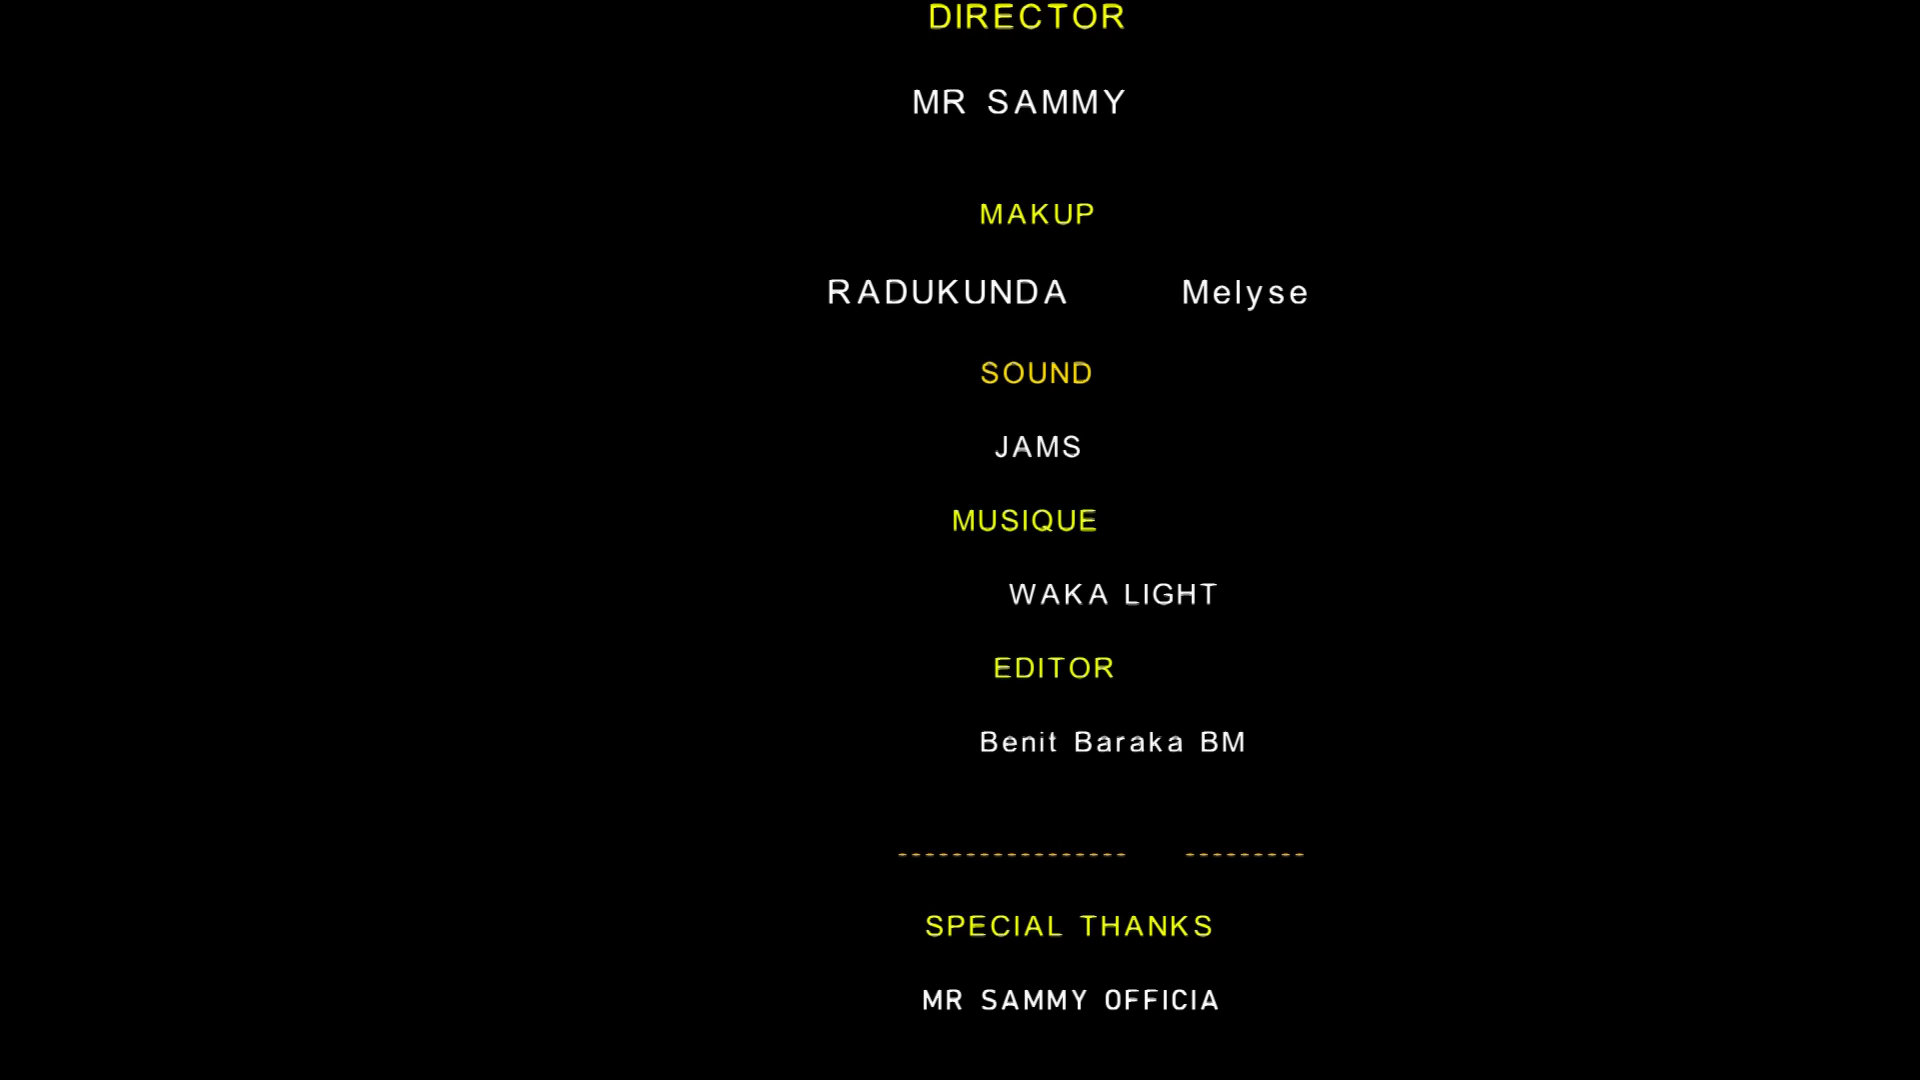 DIRECTOR
MR SAMMY
MAKUP
RADUKUNDA Melyse
SOUND
JAMS
MUSIQUE
WAKA LIGHT
EDITOR
Benit Baraka BM
----------------- ---------
SPECIAL THANKS
MR SAMMY OFFICIA